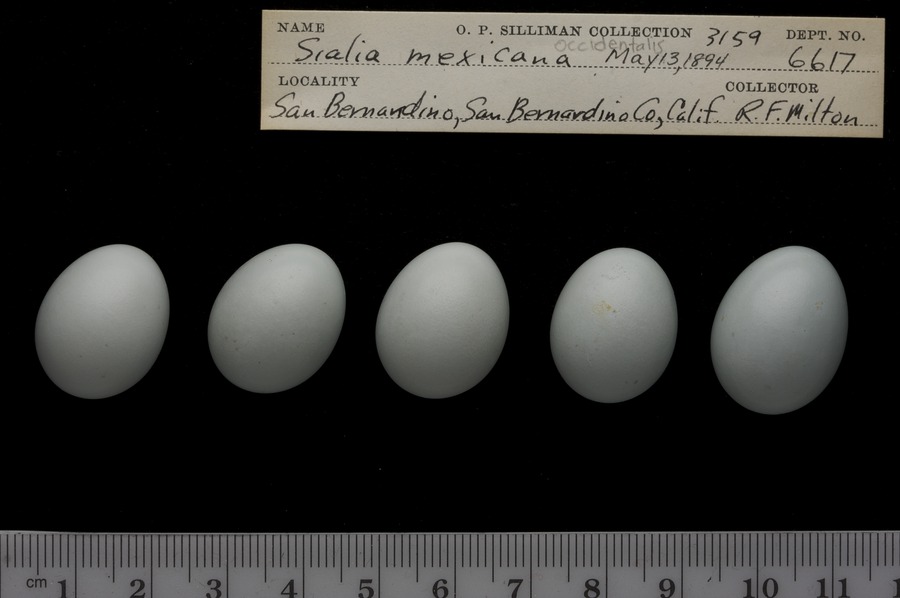 NAME O. P. SILLIMAN COLLECTION 3159 DEPT. NO.
occidentalis
Sialia mexicana May 13, 1894 6617
LOCALITY COLLECTOR
San Bernardino, San Bernardino Co, Calif. R. F. Milton
cm 1 2 3 4 5 6 7 8 9 10 11